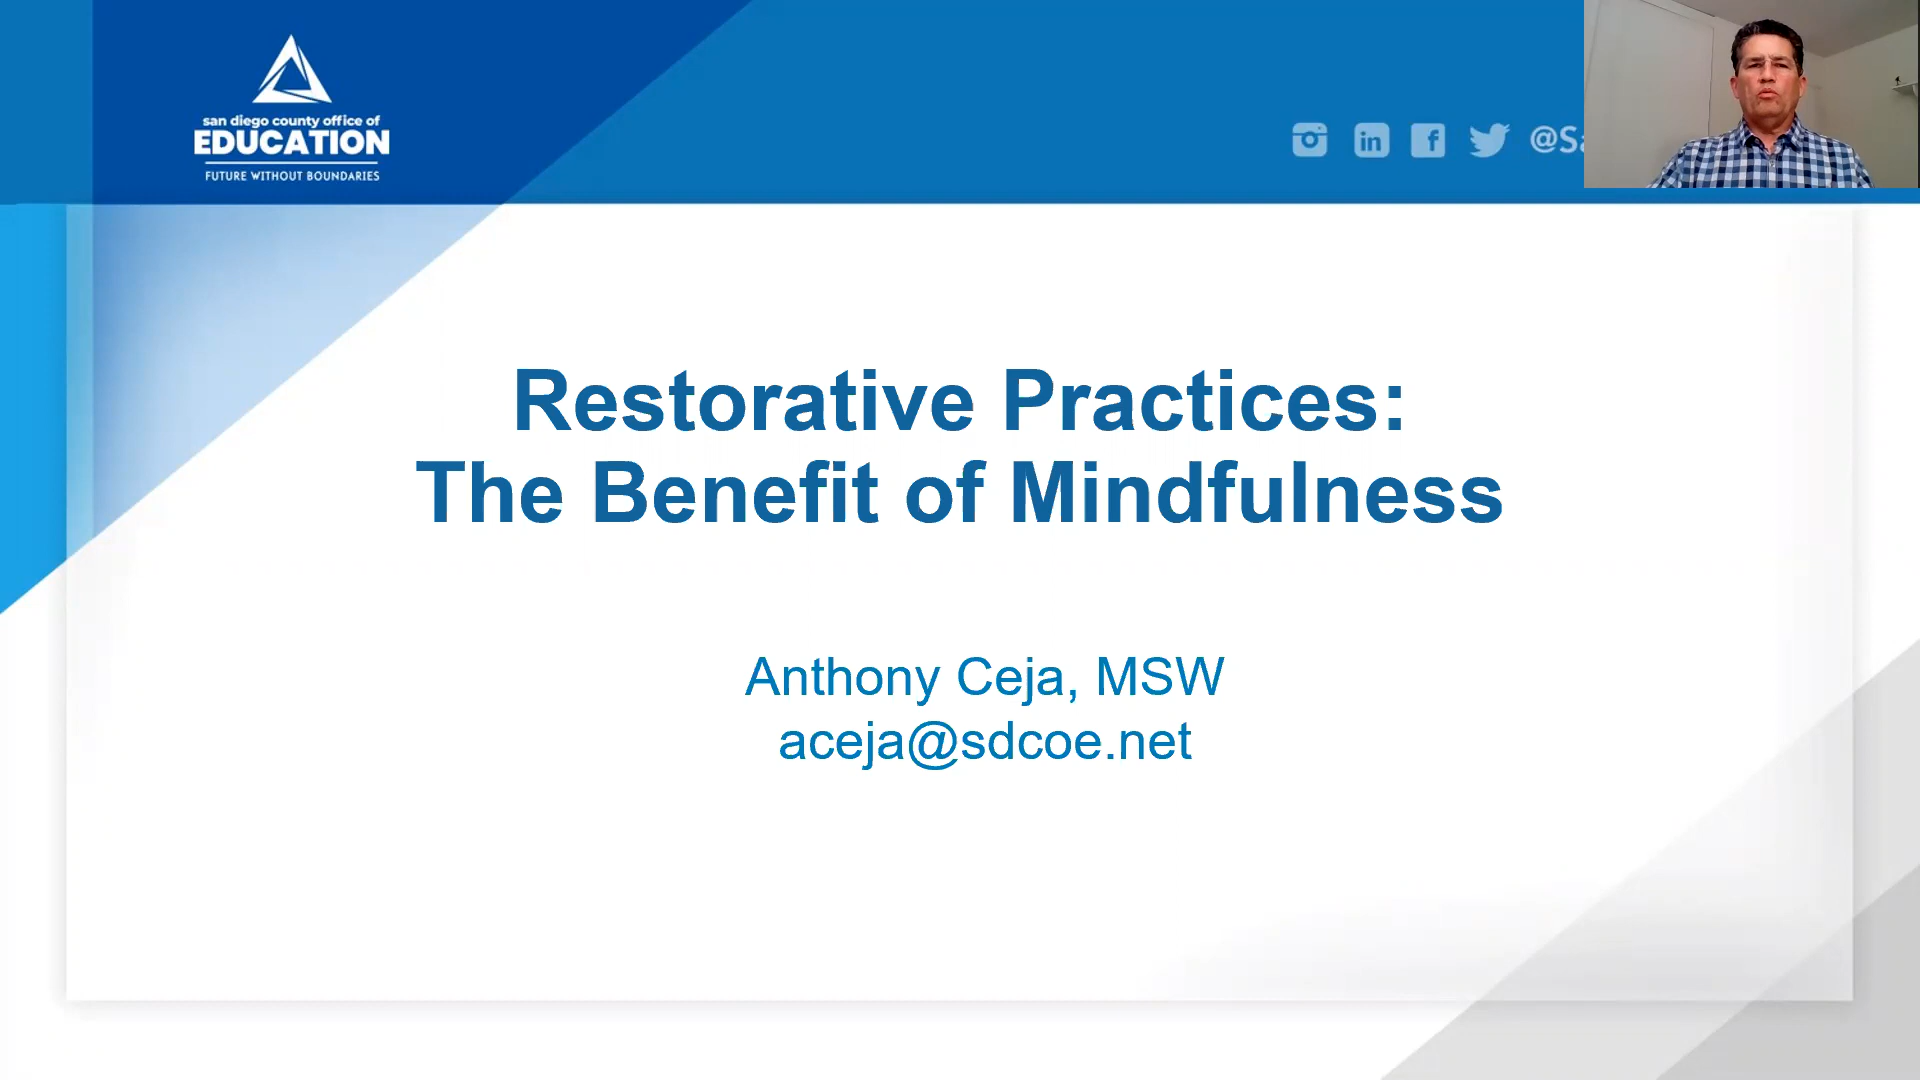 san diego county office of
EDUCATION
FUTURE WITHOUT BOUNDARIES
Restorative Practices:
The Benefit of Mindfulness
Anthony Ceja, MSW
aceja@sdcoe.net